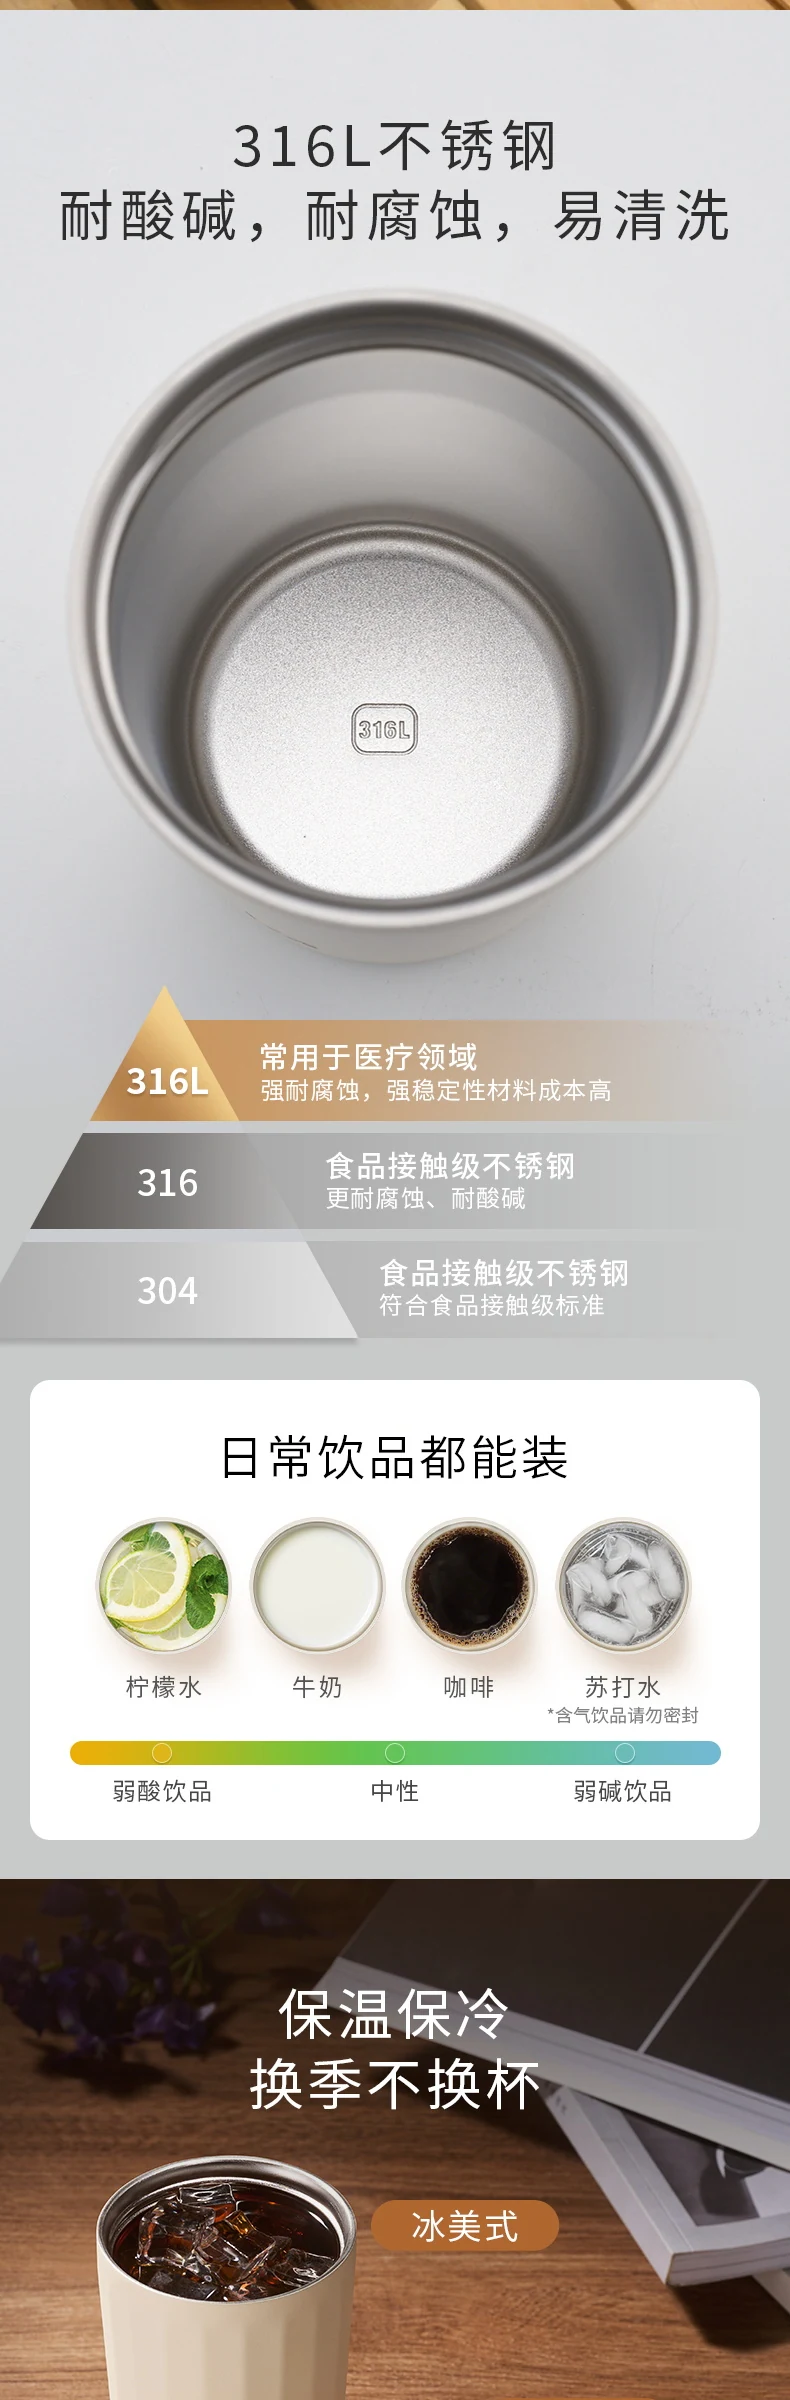 316L不锈钢
耐酸碱，耐腐蚀，易清洗
316L
316L
常用于医疗领域
强耐腐蚀，强稳定性材料成本高
316
食品接触级不锈钢
更耐腐蚀、耐酸碱
304
食品接触级不锈钢
符合食品接触级标准
日常饮品都能装
柠檬水
牛奶
咖啡
苏打水
*含气饮品请勿密封
弱酸饮品
中性
弱碱饮品
保温保冷
换季不换杯
冰美式